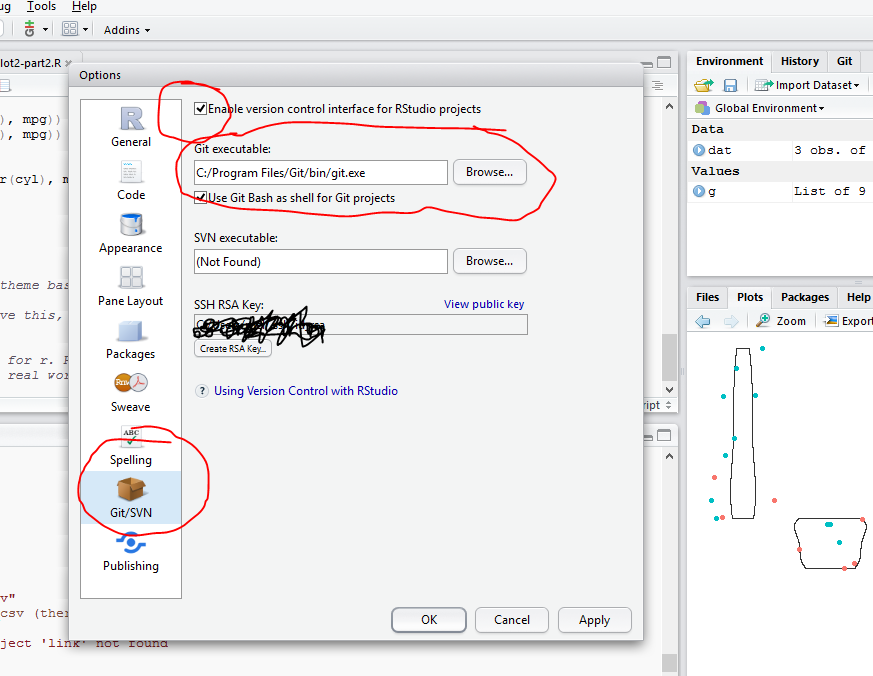 ug Tools Help
Addins
lot2-part2.R
), mpg))
), mpg))
r(cyl), m
theme bas
ve this,
for r. P
real wor
v"
csv (ther
ject 'link' not found
ript
Options
General
Code
Appearance
Pane Layout
Packages
Sweave
ABC
Spelling
Git/SVN
Publishing
Enable version control interface for RStudio projects
Git executable:
C:/Program Files/Git/bin/git.exe
Browse...
Use Git Bash as shell for Git projects
SVN executable:
(Not Found)
Browse...
SSH RSA Key:
View public key
Create RSA Key...
? Using Version Control with RStudio
OK
Cancel
Apply
Environment History Git
Import Dataset
Global Environment
Data
dat 3 obs. of
Values
g List of 9
Files Plots Packages Help
Zoom Export